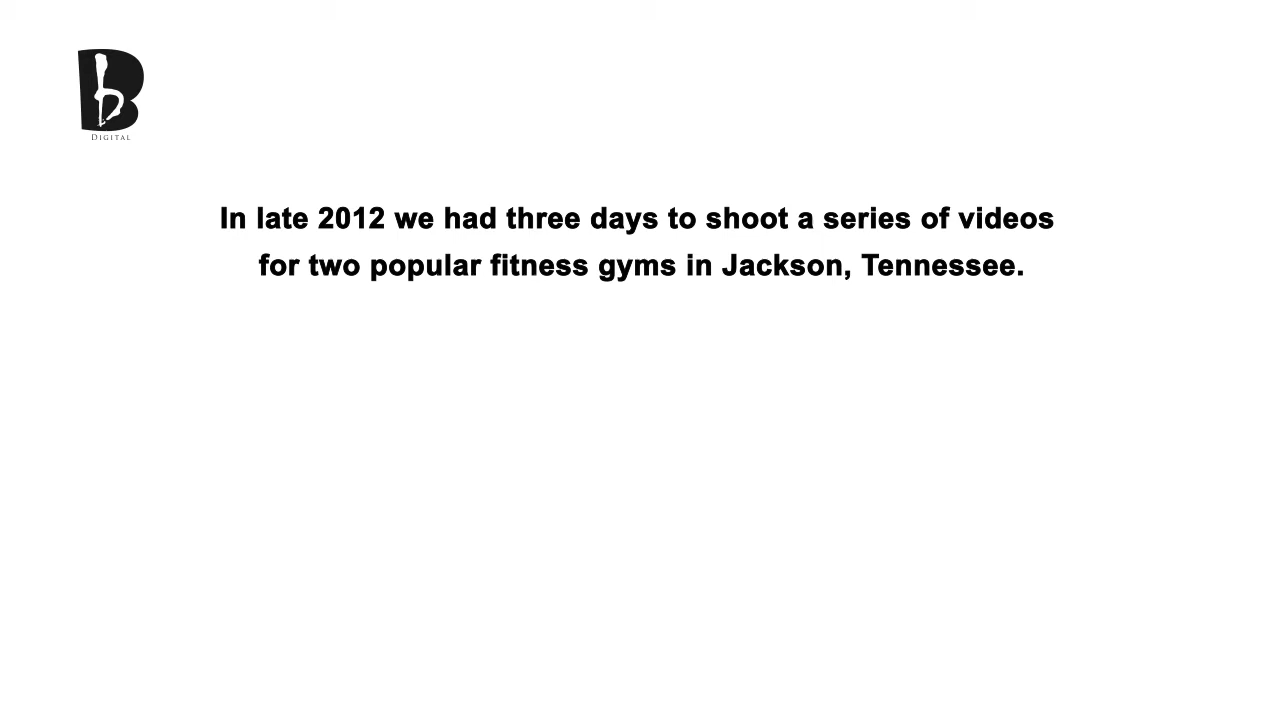 B
b
DIGITAL
In late 2012 we had three days to shoot a series of videos
for two popular fitness gyms in Jackson, Tennessee.